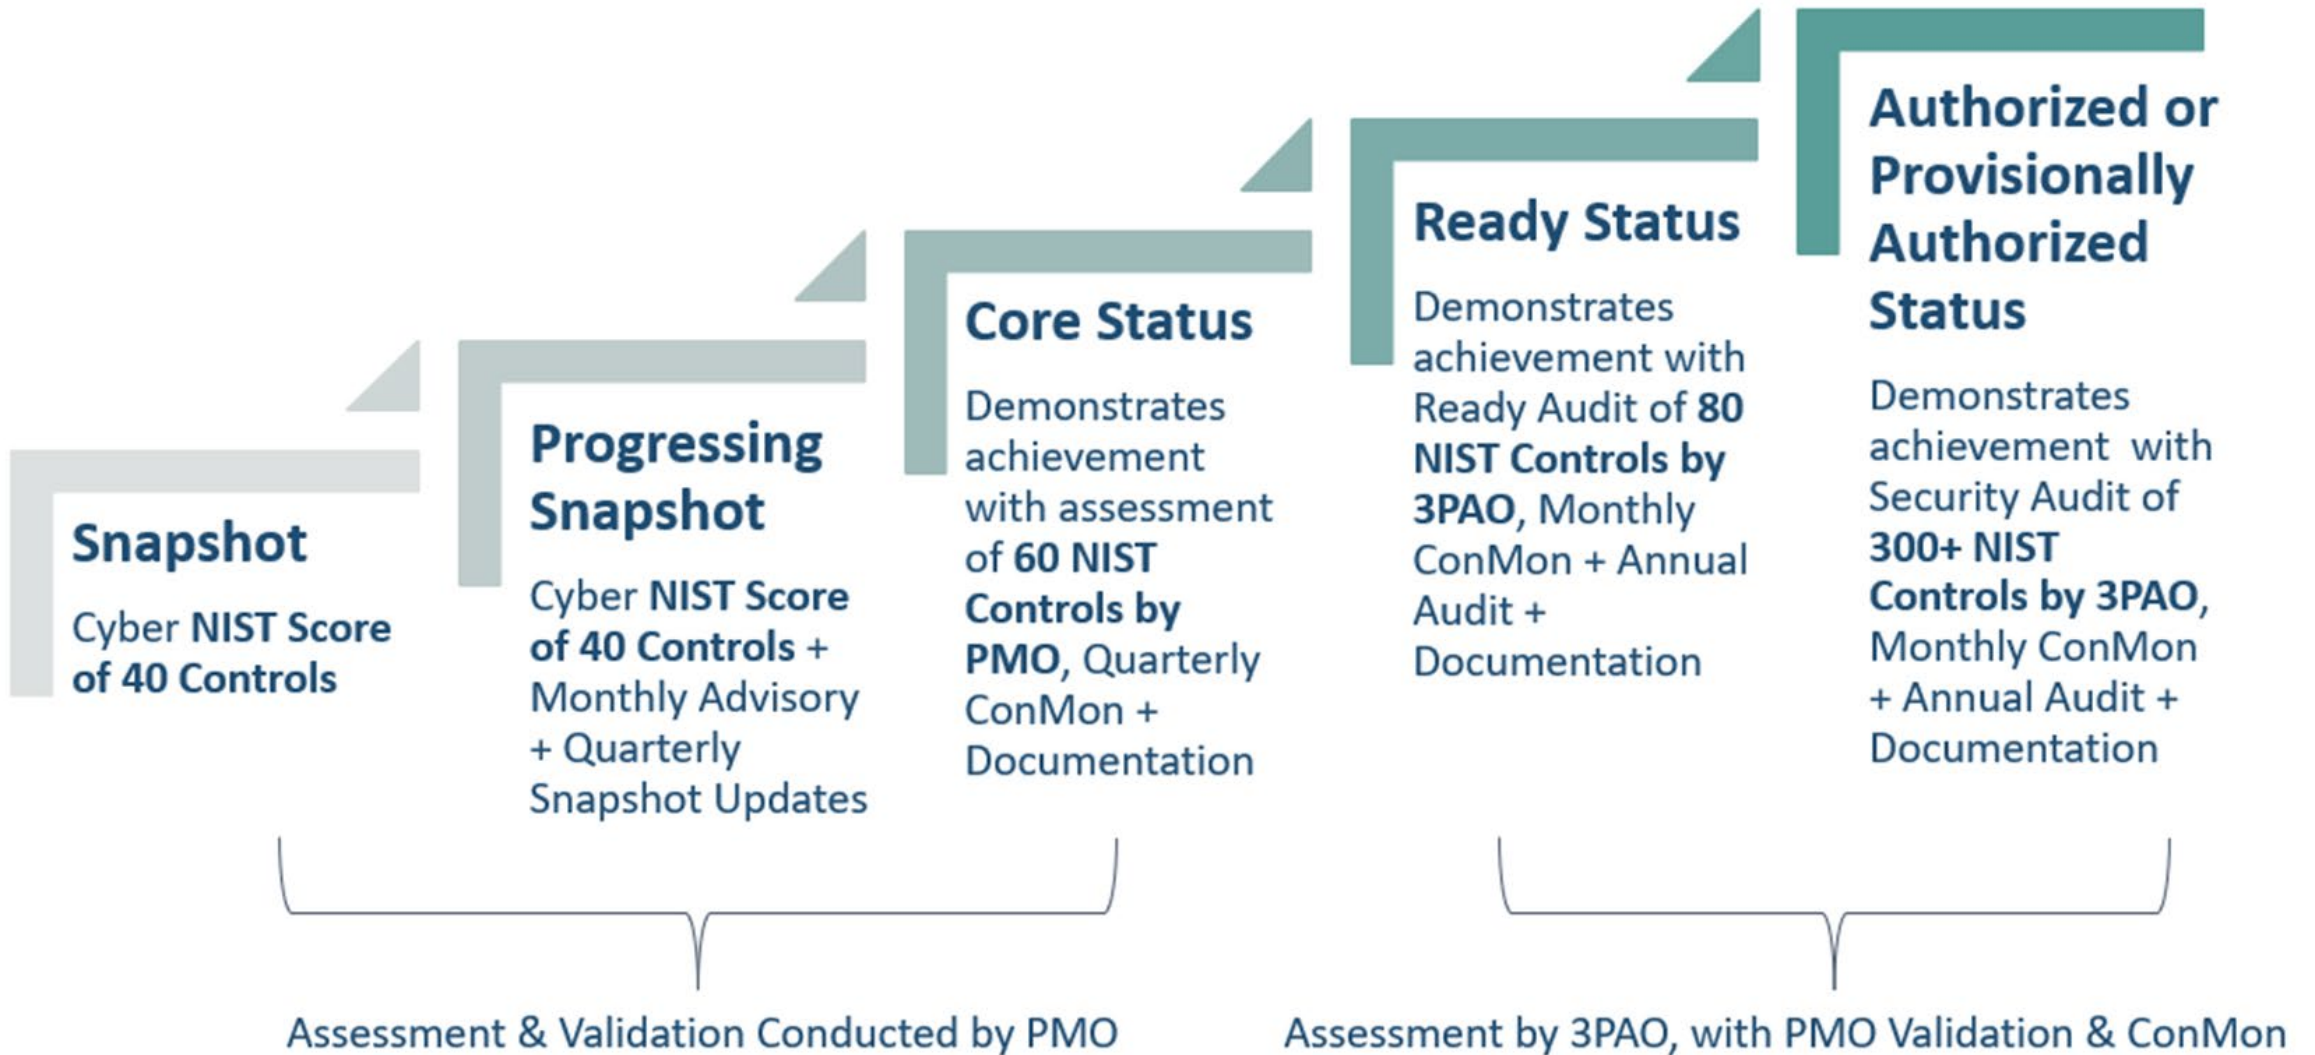 Snapshot
Cyber NIST Score
of 40 Controls
Progressing
Snapshot
Cyber NIST Score
of 40 Controls +
Monthly Advisory
+ Quarterly
Snapshot Updates
Core Status
Demonstrates
achievement
with assessment
of 60 NIST
Controls by
PMO, Quarterly
ConMon +
Documentation
Ready Status
Demonstrates
achievement with
Ready Audit of 80
NIST Controls by
3PAO, Monthly
ConMon + Annual
Audit +
Documentation
Authorized or
Provisionally
Authorized
Status
Demonstrates
achievement with
Security Audit of
300+ NIST
Controls by 3PAO,
Monthly ConMon
+ Annual Audit +
Documentation
Assessment & Validation Conducted by PMO
Assessment by 3PAO, with PMO Validation & ConMon